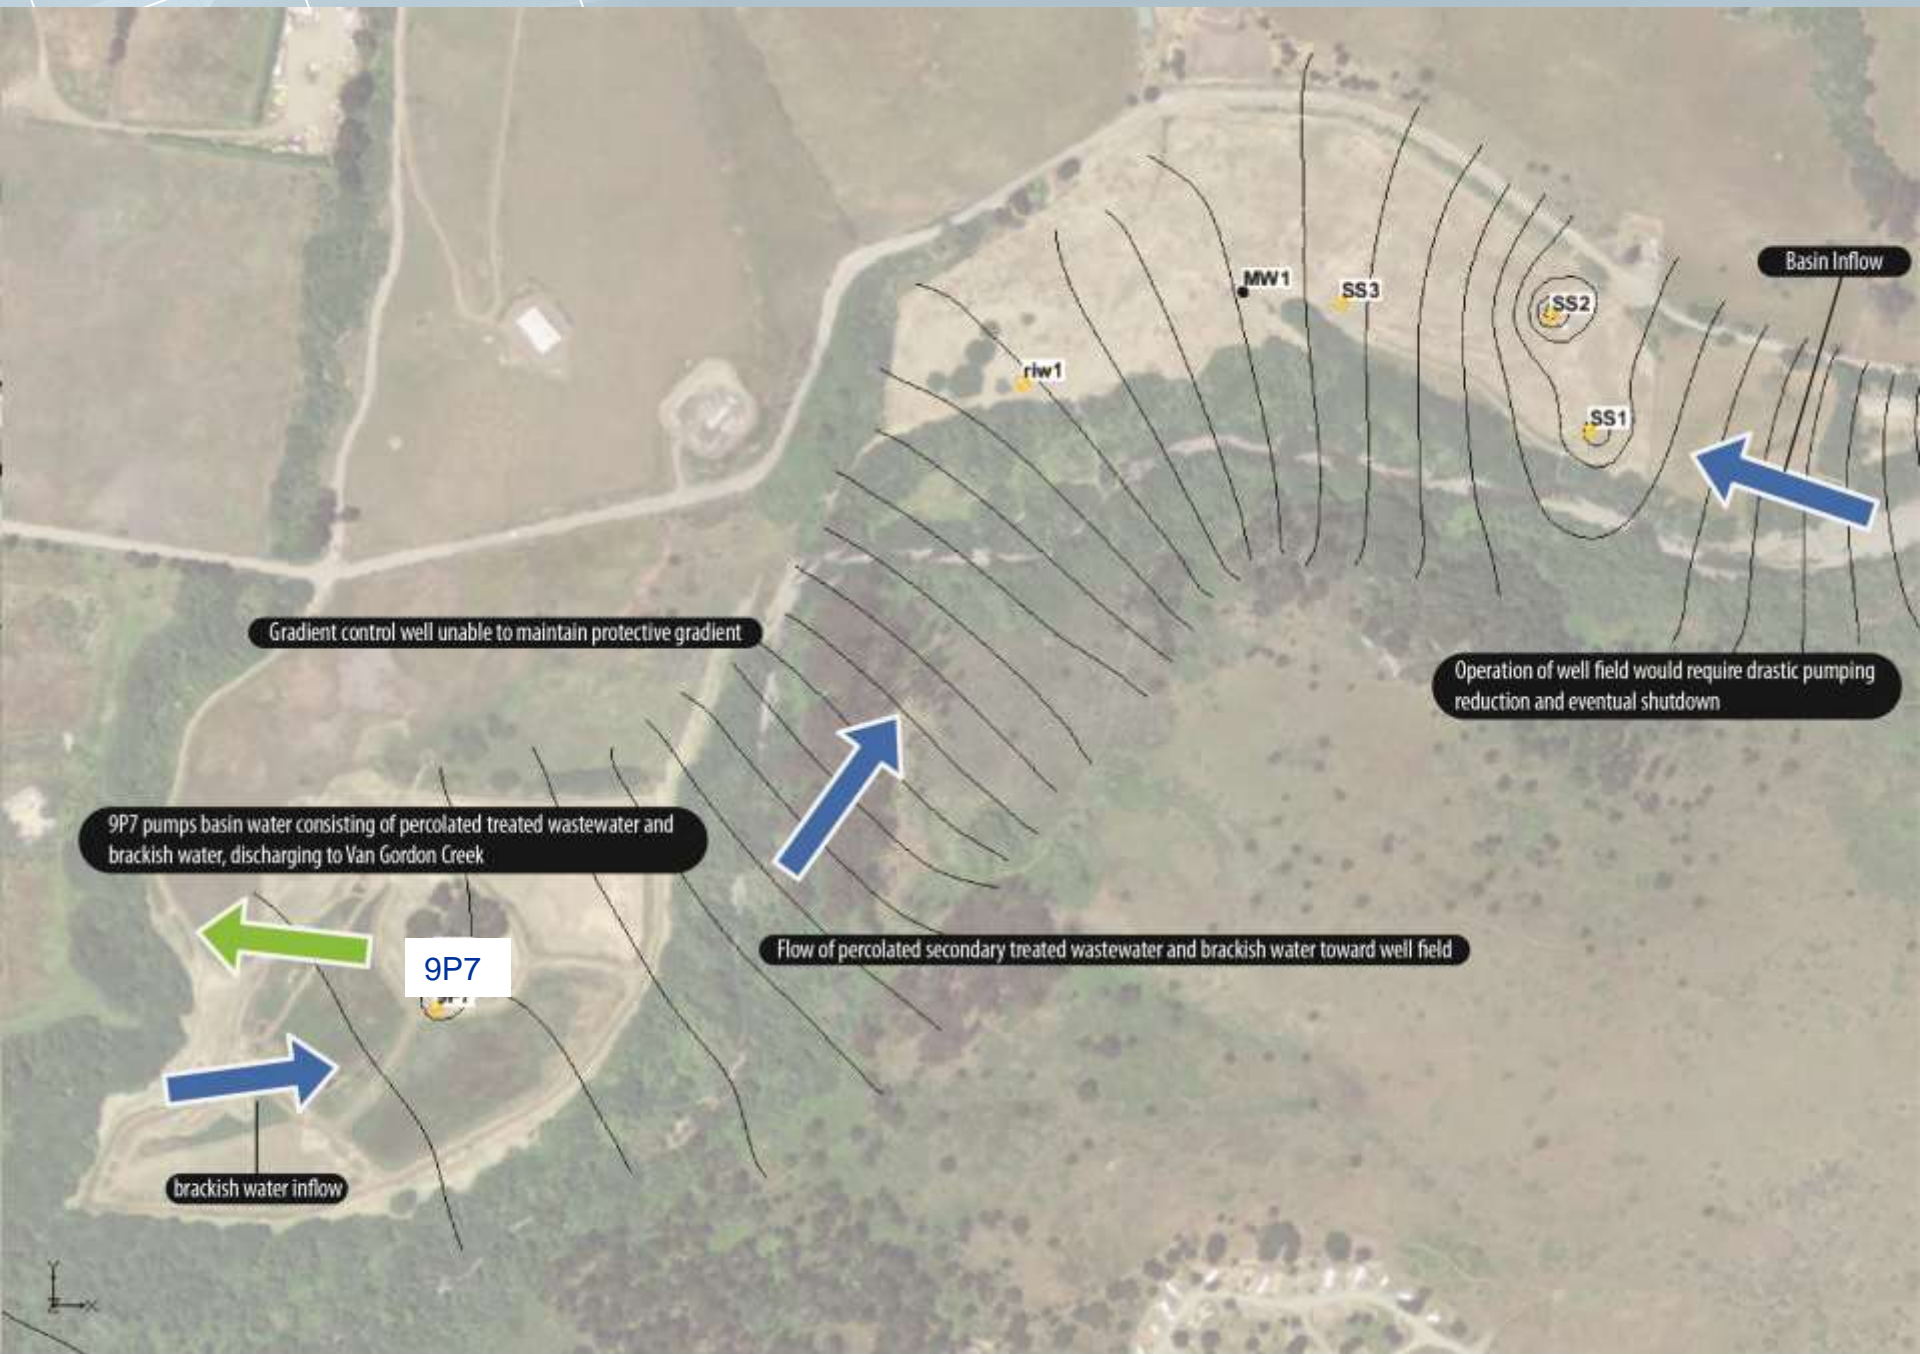 MW1
SS3
SS2
Basin Inflow
riw1
SS1
Gradient control well unable to maintain protective gradient
Operation of well field would require drastic pumping
reduction and eventual shutdown
9P7 pumps basin water consisting of percolated treated wastewater and
brackish water, discharging to Van Gordon Creek
Flow of percolated secondary treated wastewater and brackish water toward well field
9P7
brackish water inflow
Y
Z
X